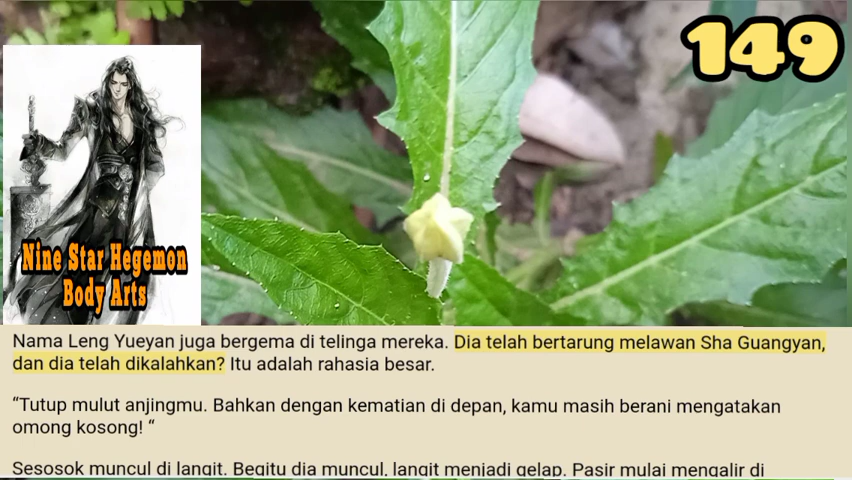 149
Nine Star Hegemon
Body Arts
Nama Leng Yueyan juga bergema di telinga mereka. Dia telah bertarung melawan Sha Guangyan,
dan dia telah dikalahkan? Itu adalah rahasia besar.
“Tutup mulut anjingmu. Bahkan dengan kematian di depan, kamu masih berani mengatakan
omong kosong! “
Sesosok muncul di langit. Begitu dia muncul, langit menjadi gelap. Pasir mulai mengalir di